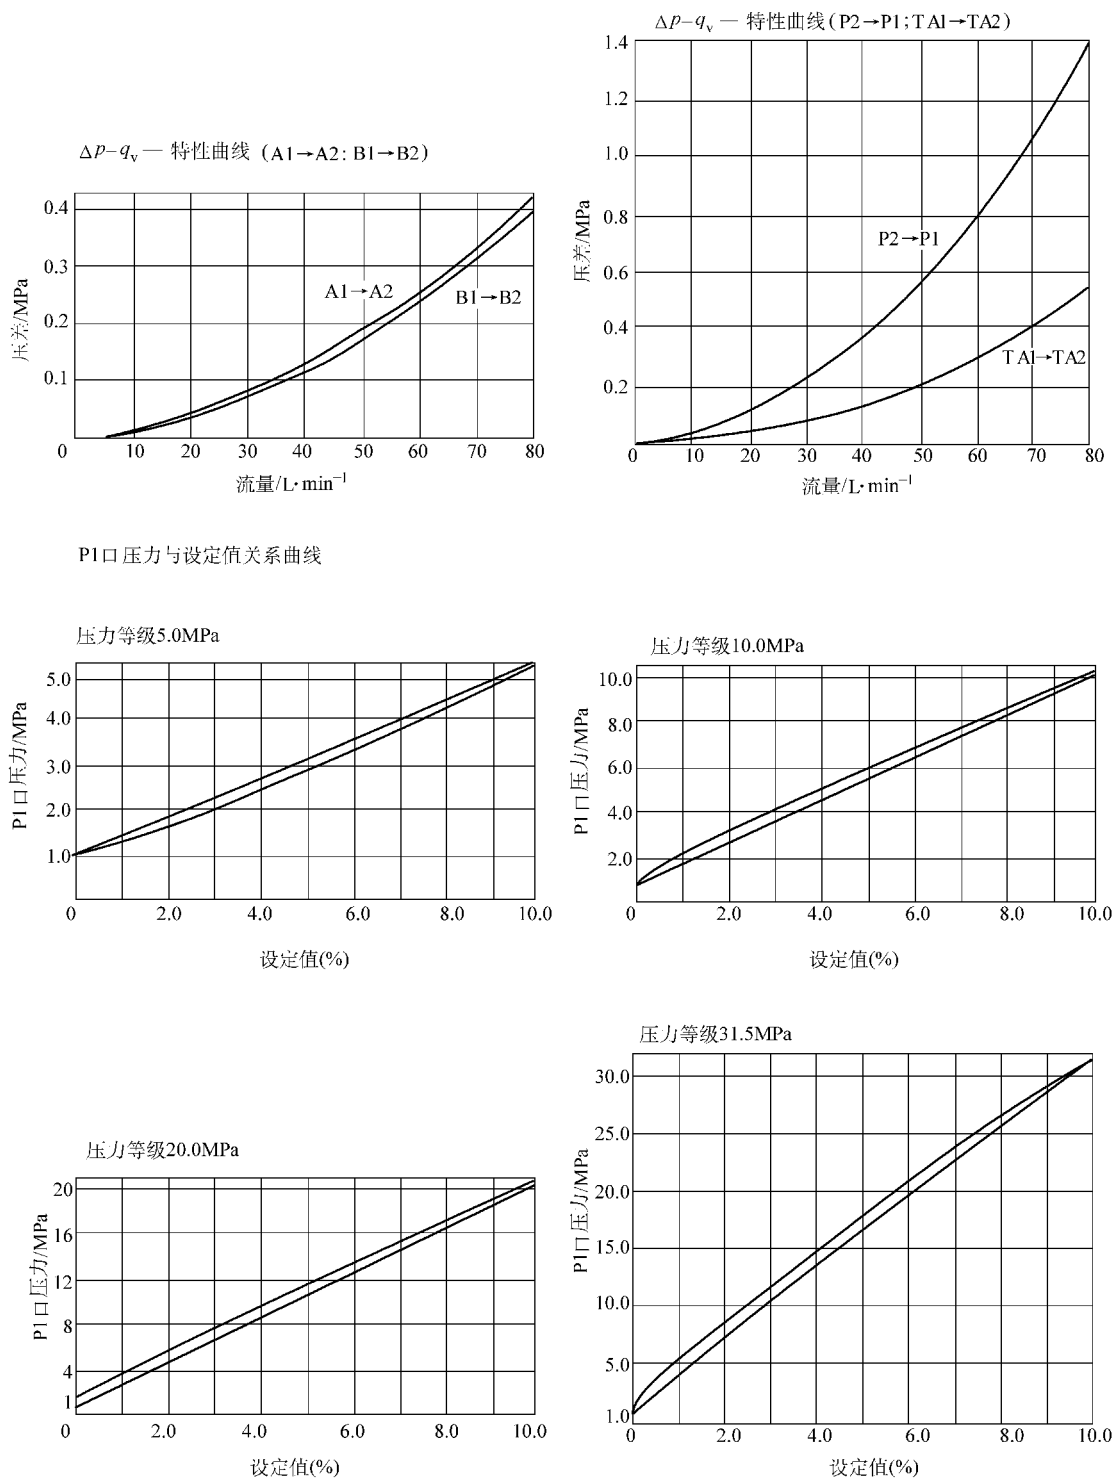 Δp–qv — 特性曲线 (A1→A2: B1→B2)
压差/MPa
0.4
0.3
0.2
0.1
0
A1→A2
B1→B2
10 20 30 40 50 60 70 80
流量/L·min⁻¹
Δp–qv — 特性曲线(P2→P1;TA1→TA2)
压差/MPa
1.4
1.2
1.0
0.8
0.6
0.4
0.2
P2→P1
TA1→TA2
0 10 20 30 40 50 60 70 80
流量/L·min⁻¹
P1口压力与设定值关系曲线
压力等级5.0MPa
P1口压力/MPa
5.0
4.0
3.0
2.0
1.0
0 2.0 4.0 6.0 8.0 10.0
设定值(%)
压力等级10.0MPa
P1口压力/MPa
10.0
8.0
6.0
4.0
2.0
0 2.0 4.0 6.0 8.0 10.0
设定值(%)
压力等级20.0MPa
P1口压力/MPa
20
16
12
8
4
1
0 2.0 4.0 6.0 8.0 10.0
设定值(%)
压力等级31.5MPa
P1口压力/MPa
30.0
25.0
20.0
15.0
10.0
5.0
1.0
0 2.0 4.0 6.0 8.0 10.0
设定值(%)